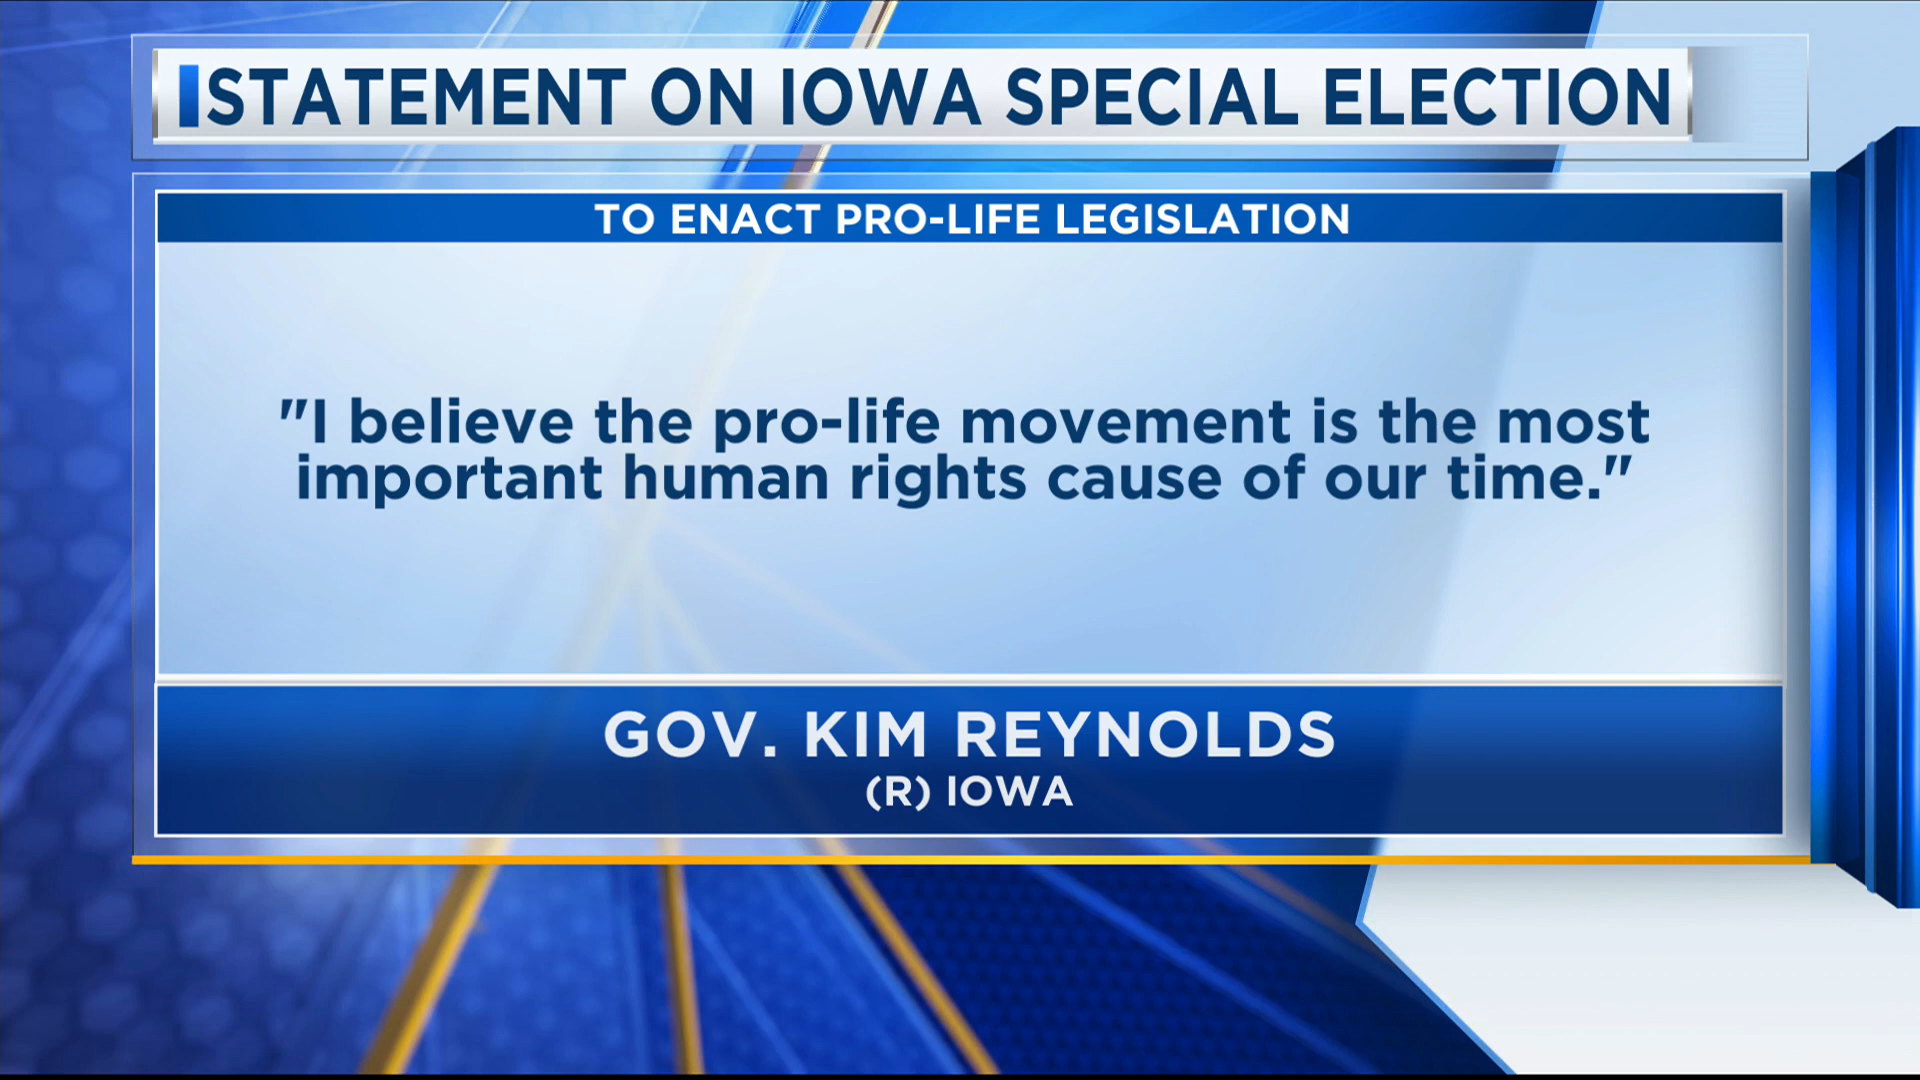 STATEMENT ON IOWA SPECIAL ELECTION
TO ENACT PRO-LIFE LEGISLATION
"I believe the pro-life movement is the most
important human rights cause of our time."
GOV. KIM REYNOLDS
(R) IOWA